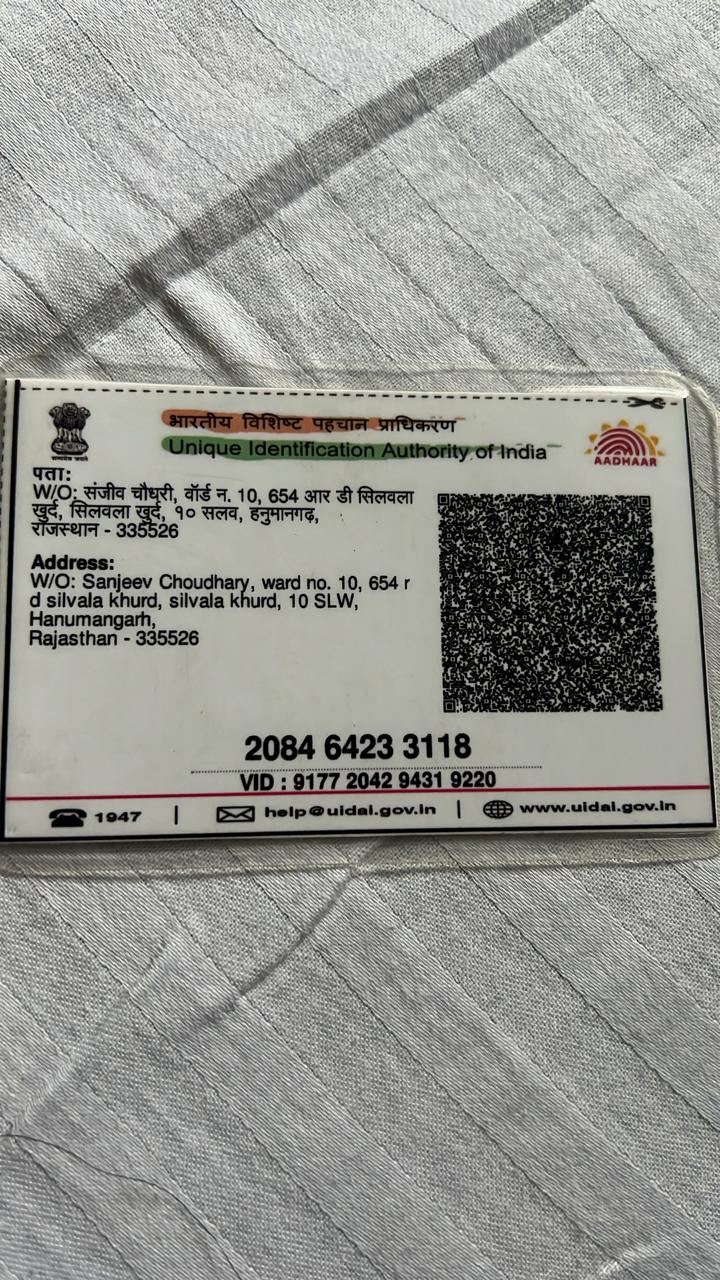 भारतीय विशिष्ट पहचान प्राधिकरण
Unique Identification Authority of India
AADHAAR
पता:
W/O: संजीव चौधरी, वॉर्ड न. 10, 654 आर डी सिलवला
खुर्द, सिलवला खुर्द, १० सलव, हनुमानगढ़,
राजस्थान - 335526
Address:
W/O: Sanjeev Choudhary, ward no. 10, 654 r
d silvala khurd, silvala khurd, 10 SLW,
Hanumangarh,
Rajasthan - 335526
2084 6423 3118
VID : 9177 2042 9431 9220
1947 | help@uidai.gov.in | www.uidai.gov.in